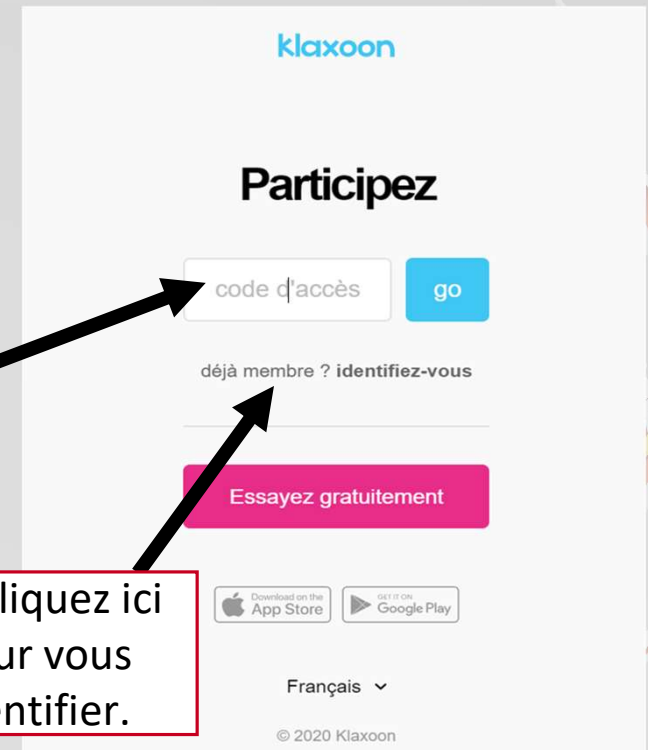 klaxoon
Participez
code d'accès
go
déjà membre ? identifiez-vous
Essayez gratuitement
liquez ici
ur vous
entifier.
Download on the
App Store
GET IT ON
Google Play
Français
© 2020 Klaxoon